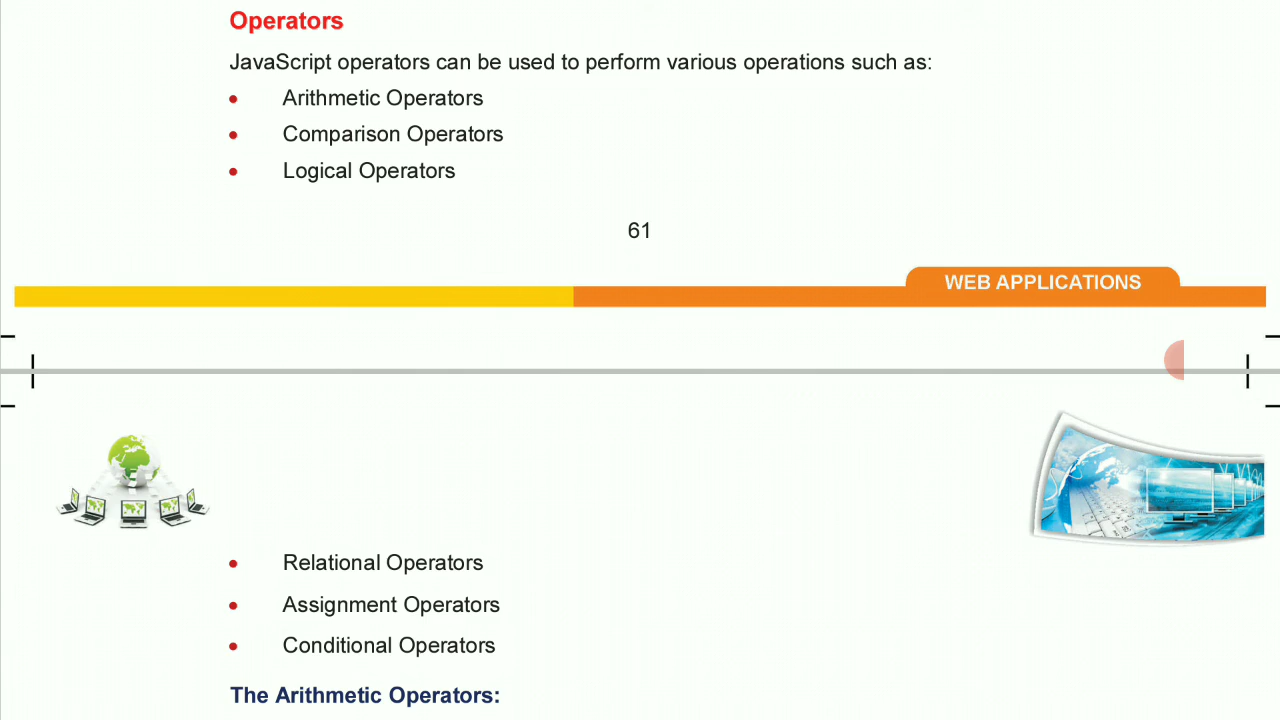 Operators
JavaScript operators can be used to perform various operations such as:
• Arithmetic Operators
• Comparison Operators
• Logical Operators
61
WEB APPLICATIONS
• Relational Operators
• Assignment Operators
• Conditional Operators
The Arithmetic Operators: